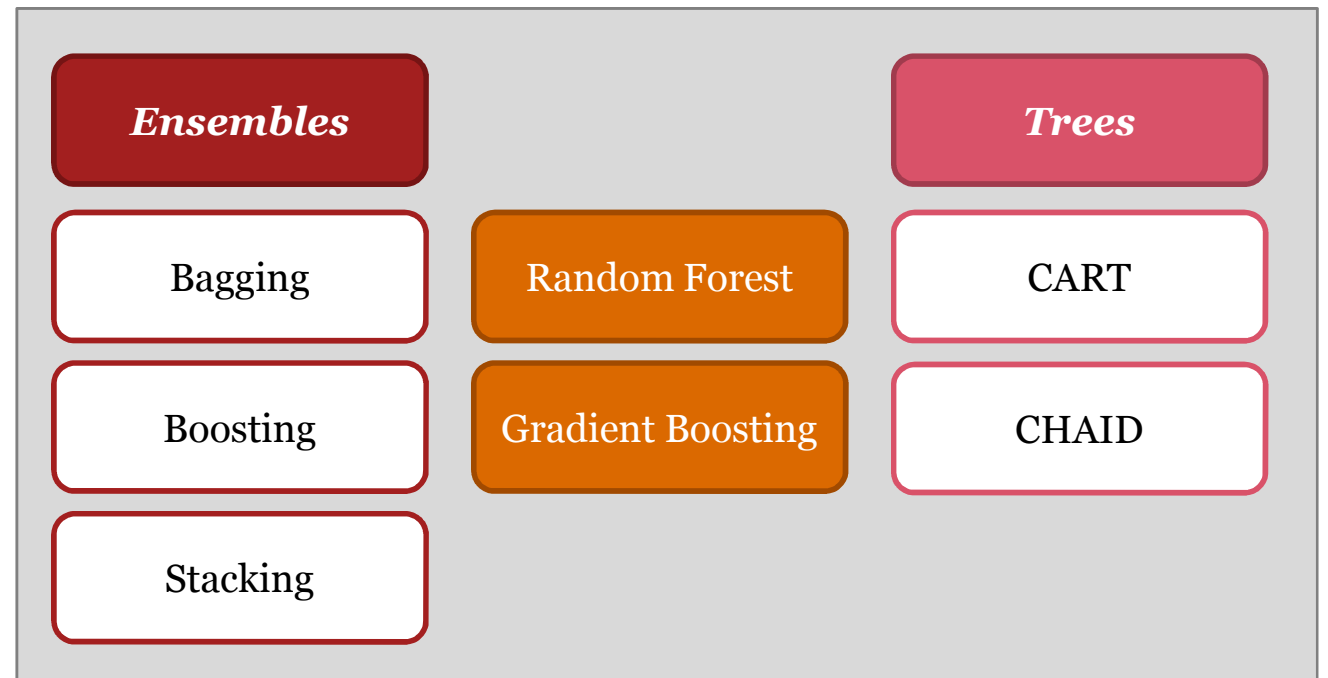 Ensembles
Trees
Bagging
Random Forest
CART
Boosting
Gradient Boosting
CHAID
Stacking